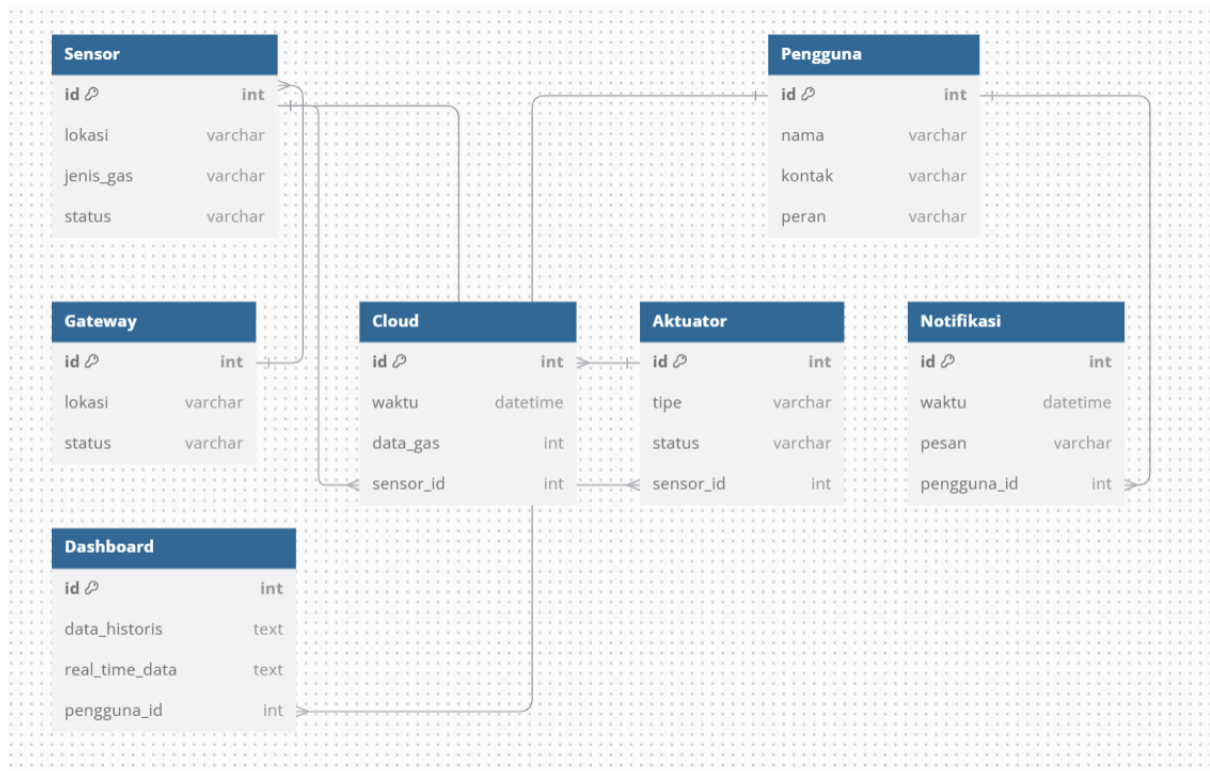 Sensor
id int
lokasi varchar
jenis_gas varchar
status varchar
Pengguna
id int
nama varchar
kontak varchar
peran varchar
Gateway
id int
lokasi varchar
status varchar
Cloud
id int
waktu datetime
data_gas int
sensor_id int
Aktuator
id int
tipe varchar
status varchar
sensor_id int
Notifikasi
id int
waktu datetime
pesan varchar
pengguna_id int
Dashboard
id int
data_historis text
real_time_data text
pengguna_id int